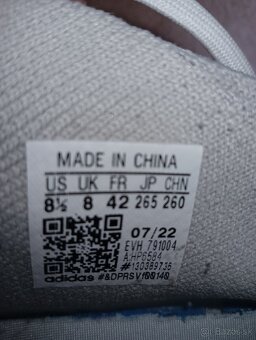 MADE IN CHINA
US UK FR JP CHN
8½ 8 42 265 260
07/22
EVH 791004
#130389736
adidas